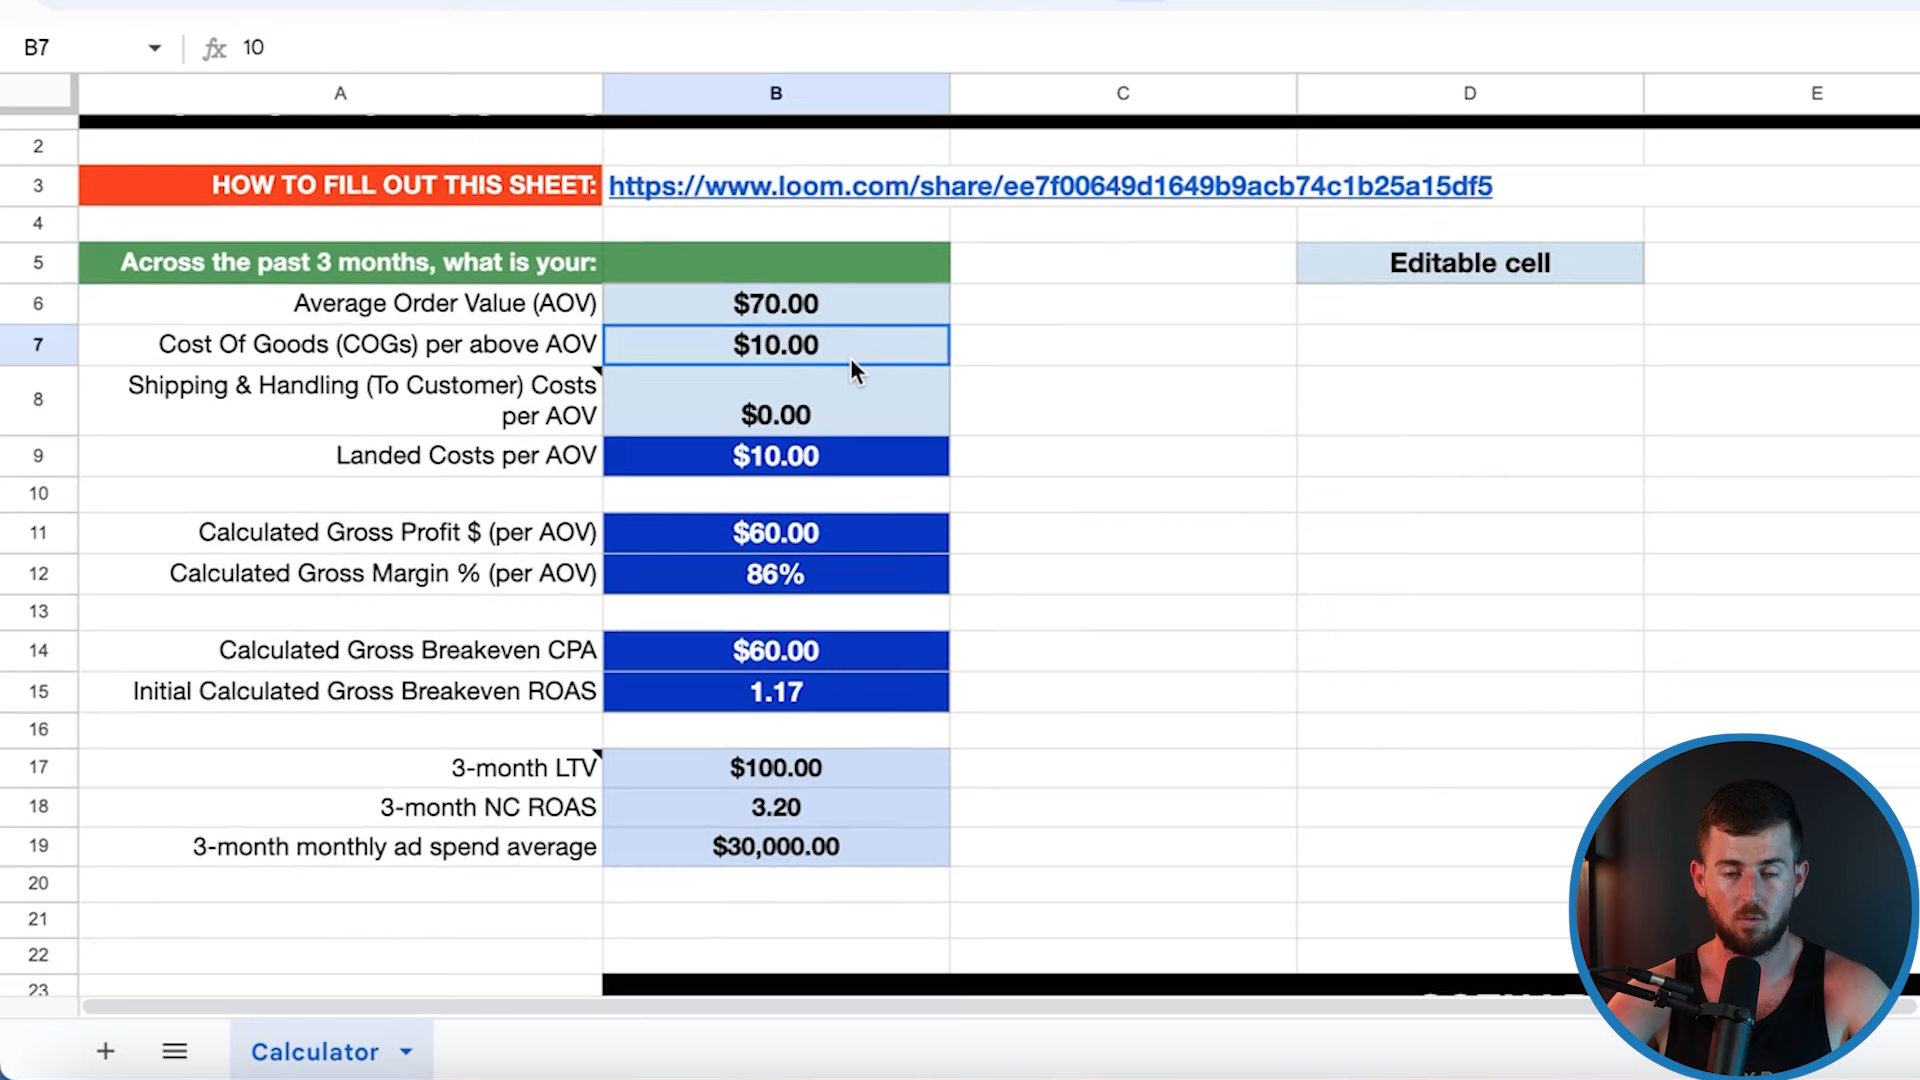 B7
fx 10
A B C D E
2
3 HOW TO FILL OUT THIS SHEET: https://www.loom.com/share/ee7f00649d1649b9acb74c1b25a15df5
4
5 Across the past 3 months, what is your: Editable cell
6 Average Order Value (AOV) $70.00
7 Cost Of Goods (COGs) per above AOV $10.00
8 Shipping & Handling (To Customer) Costs
per AOV $0.00
9 Landed Costs per AOV $10.00
10
11 Calculated Gross Profit $ (per AOV) $60.00
12 Calculated Gross Margin % (per AOV) 86%
13
14 Calculated Gross Breakeven CPA $60.00
15 Initial Calculated Gross Breakeven ROAS 1.17
16
17 3-month LTV $100.00
18 3-month NC ROAS 3.20
19 3-month monthly ad spend average $30,000.00
20
21
22
23
Calculator